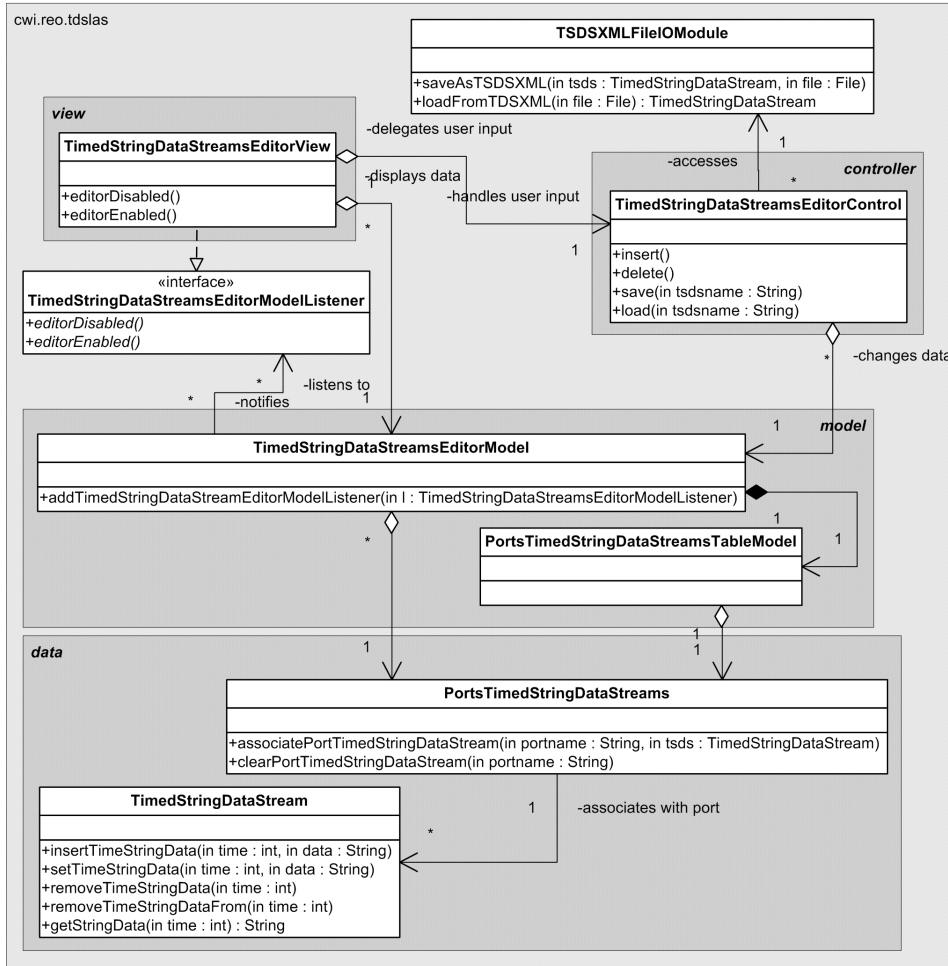 cwi.reo.tdslas
TSDSXMLFileIOModule
+saveAsTSDSXML(in tsds : TimedStringDataStream, in file : File)
+loadFromTDSXML(in file : File) : TimedStringDataStream
view
TimedStringDataStreamsEditorView
+editorDisabled()
+editorEnabled()
-delegates user input
-displays data
1
*
-handles user input
1
1
-accesses
*
controller
TimedStringDataStreamsEditorControl
+insert()
+delete()
+save(in tsdsname : String)
+load(in tsdsname : String)
«interface»
TimedStringDataStreamsEditorModelListener
+editorDisabled()
+editorEnabled()
*
-changes data
*
-listens to
*
-notifies
1
1
model
TimedStringDataStreamsEditorModel
+addTimedStringDataStreamEditorModelListener(in l : TimedStringDataStreamsEditorModelListener)
*
1
1
PortsTimedStringDataStreamsTableModel
1
1
1
data
PortsTimedStringDataStreams
+associatePortTimedStringDataStream(in portname : String, in tsds : TimedStringDataStream)
+clearPortTimedStringDataStream(in portname : String)
1
-associates with port
*
TimedStringDataStream
+insertTimeStringData(in time : int, in data : String)
+setTimeStringData(in time : int, in data : String)
+removeTimeStringData(in time : int)
+removeTimeStringDataFrom(in time : int)
+getStringData(in time : int) : String